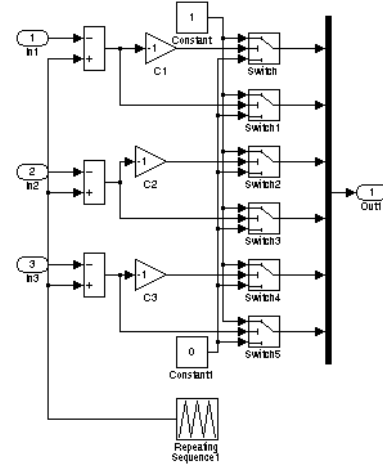 1
Constant
1
In1
-
+
-1
C1
Switch
Switch1
2
In2
-
+
-1
C2
Switch2
1
Out1
Switch3
3
In3
-
+
-1
C3
Switch4
0
Constant1
Switch5
Repeating
Sequence1